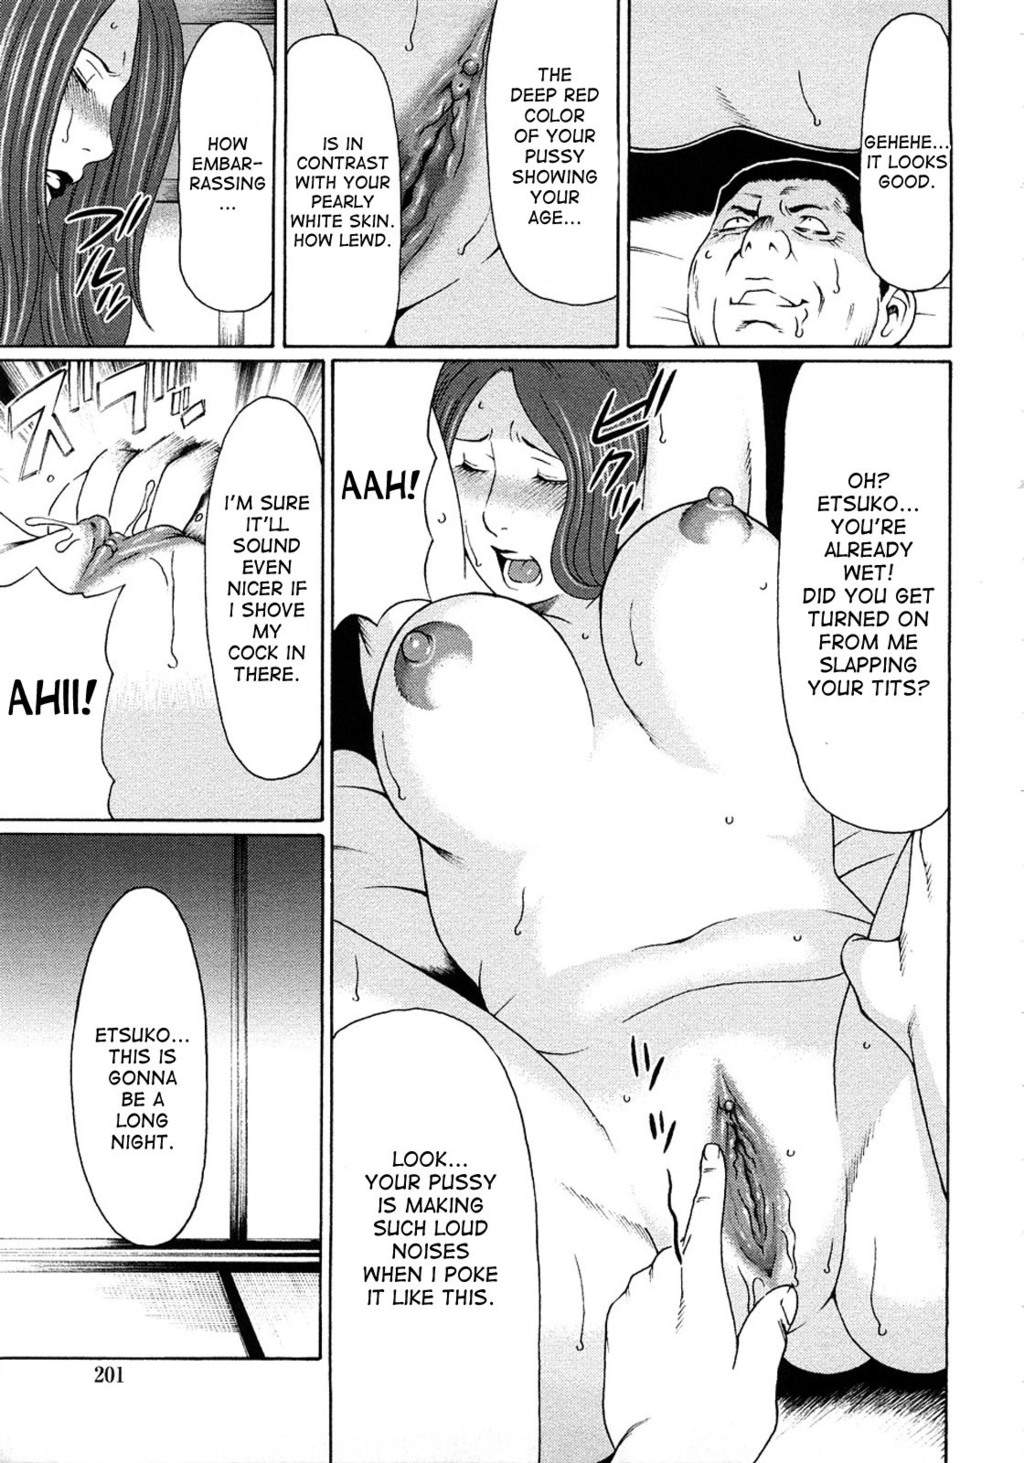 GEHEHE...
IT LOOKS
GOOD.
THE
DEEP RED
COLOR
OF YOUR
PUSSY
SHOWING
YOUR
AGE...
IS IN
CONTRAST
WITH YOUR
PEARLY
WHITE SKIN.
HOW LEWD.
HOW
EMBAR-
RASSING
...
OH?
ETSUKO...
YOU'RE
ALREADY
WET!
DID YOU GET
TURNED ON
FROM ME
SLAPPING
YOUR TITS?
AAH!
LOOK...
YOUR PUSSY
IS MAKING
SUCH LOUD
NOISES
WHEN I POKE
IT LIKE THIS.
I'M SURE
IT'LL
SOUND
EVEN
NICER IF
I SHOVE
MY
COCK IN
THERE.
AHII!
ETSUKO...
THIS IS
GONNA
BE A
LONG
NIGHT.
201